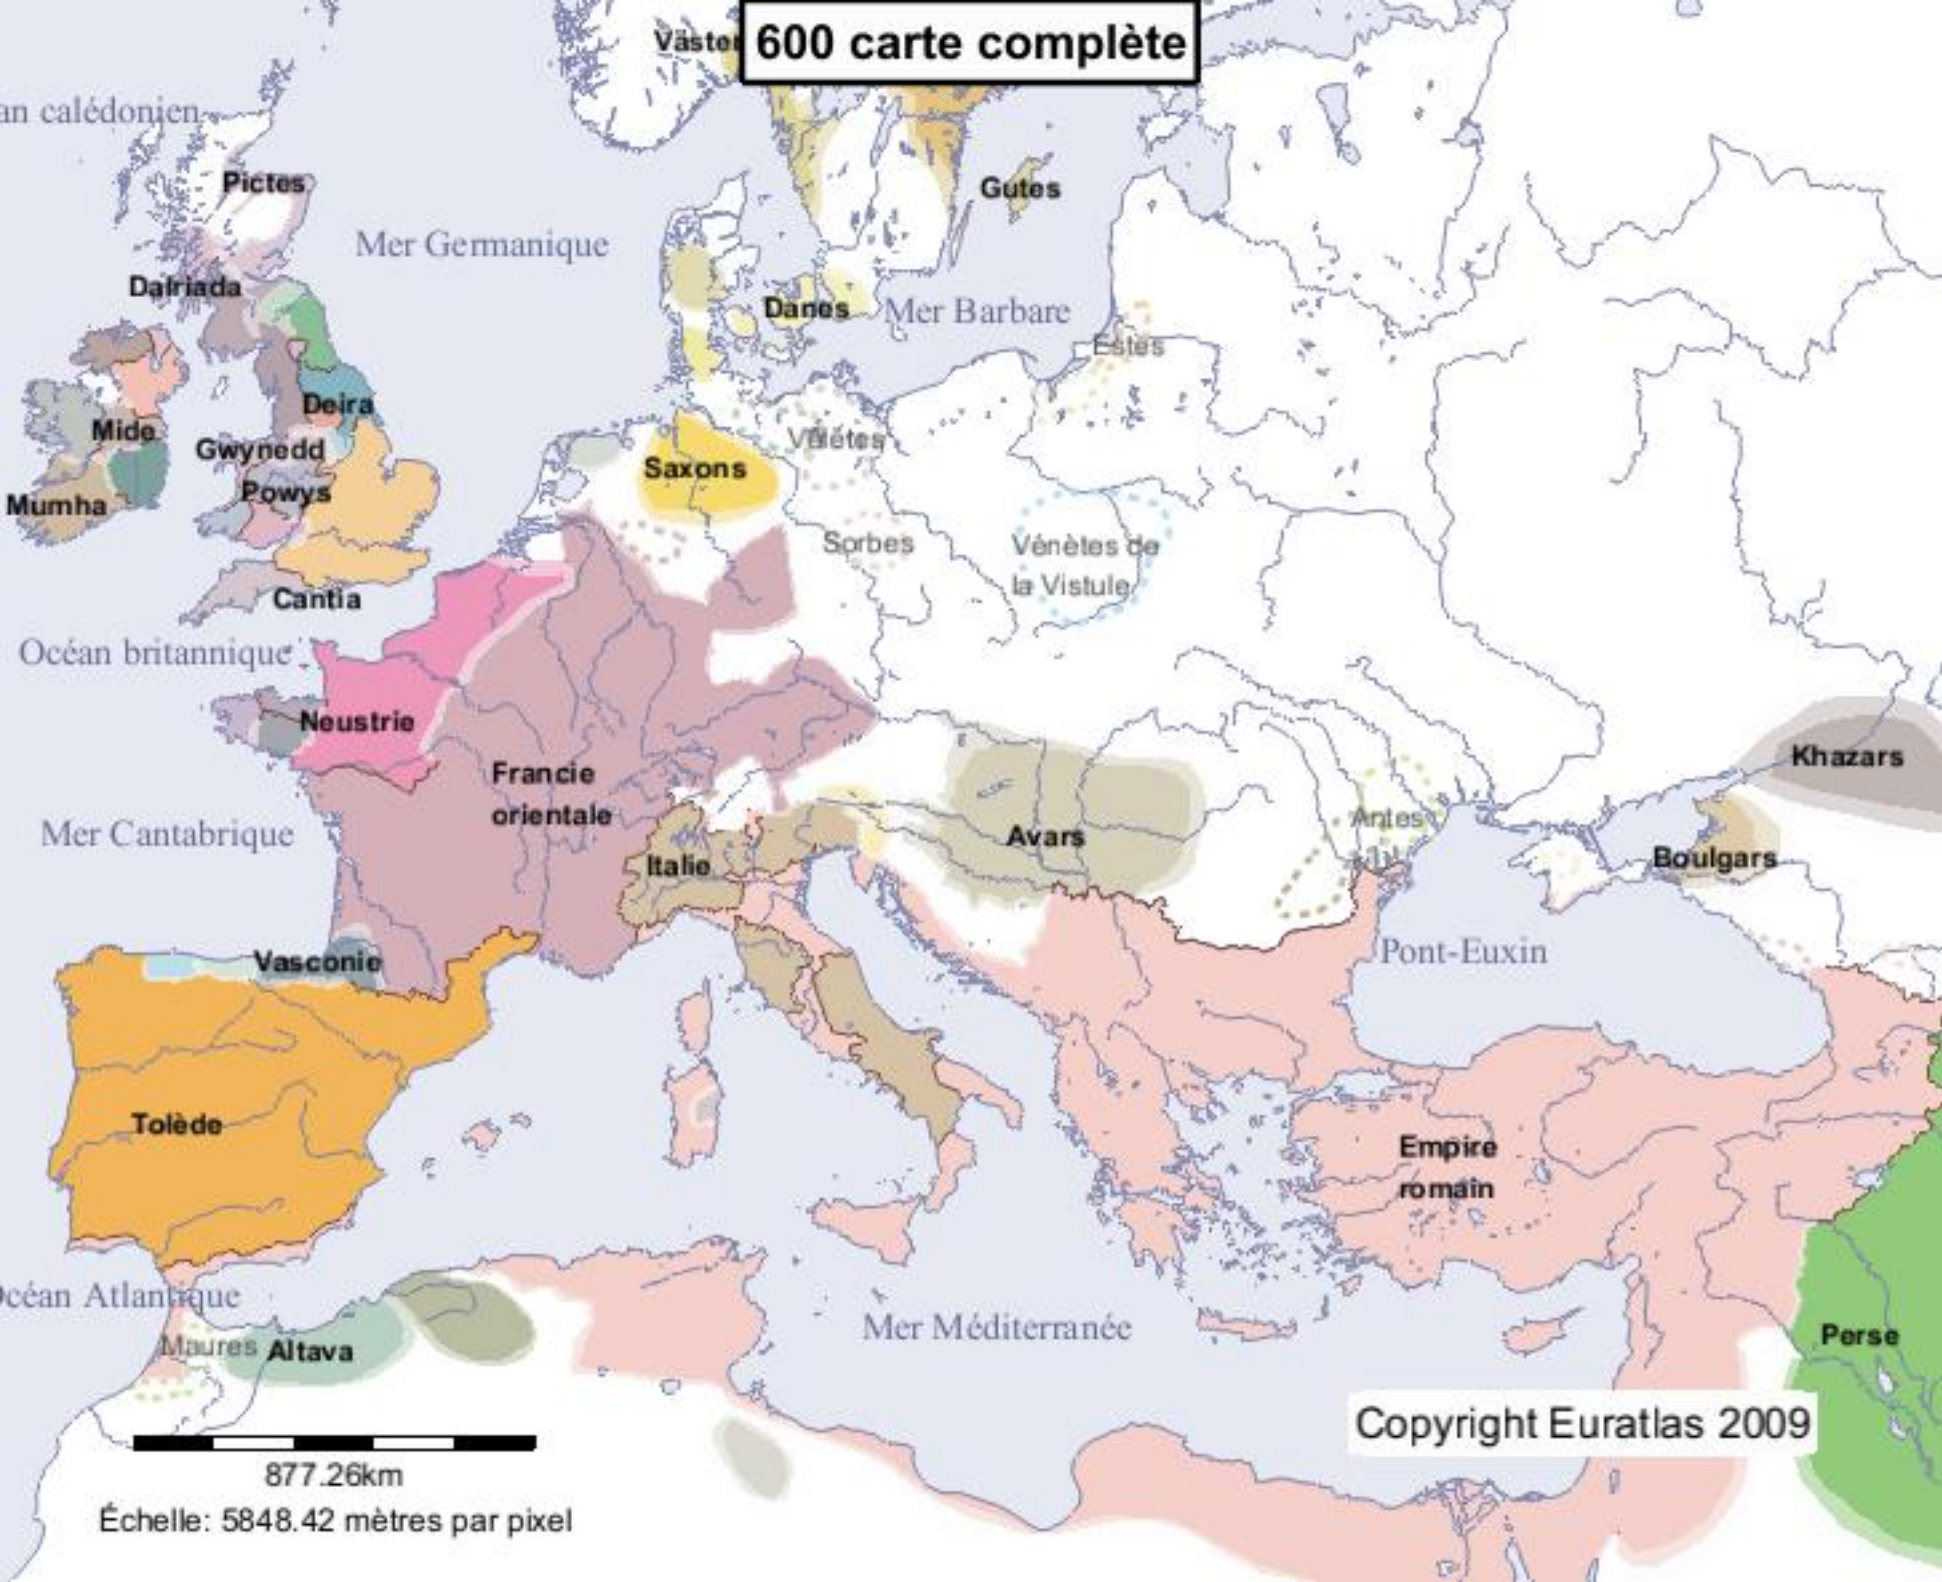 Väster
600 carte complète
an calédonien
Pictes
Gutes
Mer Germanique
Dalriada
Danes
Mer Barbare
Estes
Deira
Mide
Gwynedd
Saxons
Powys
Mumha
Sorbes
Vénètes de
la Vistule
Cantia
Océan britannique
Neustrie
Khazars
Francie
orientale
Mer Cantabrique
Antes
Avars
Italie
Boulgars
Vasconie
Pont-Euxin
Tolède
Empire
romain
céan Atlantique
Mer Méditerranée
Perse
Maures
Altava
Copyright Euratlas 2009
877.26km
Échelle: 5848.42 mètres par pixel